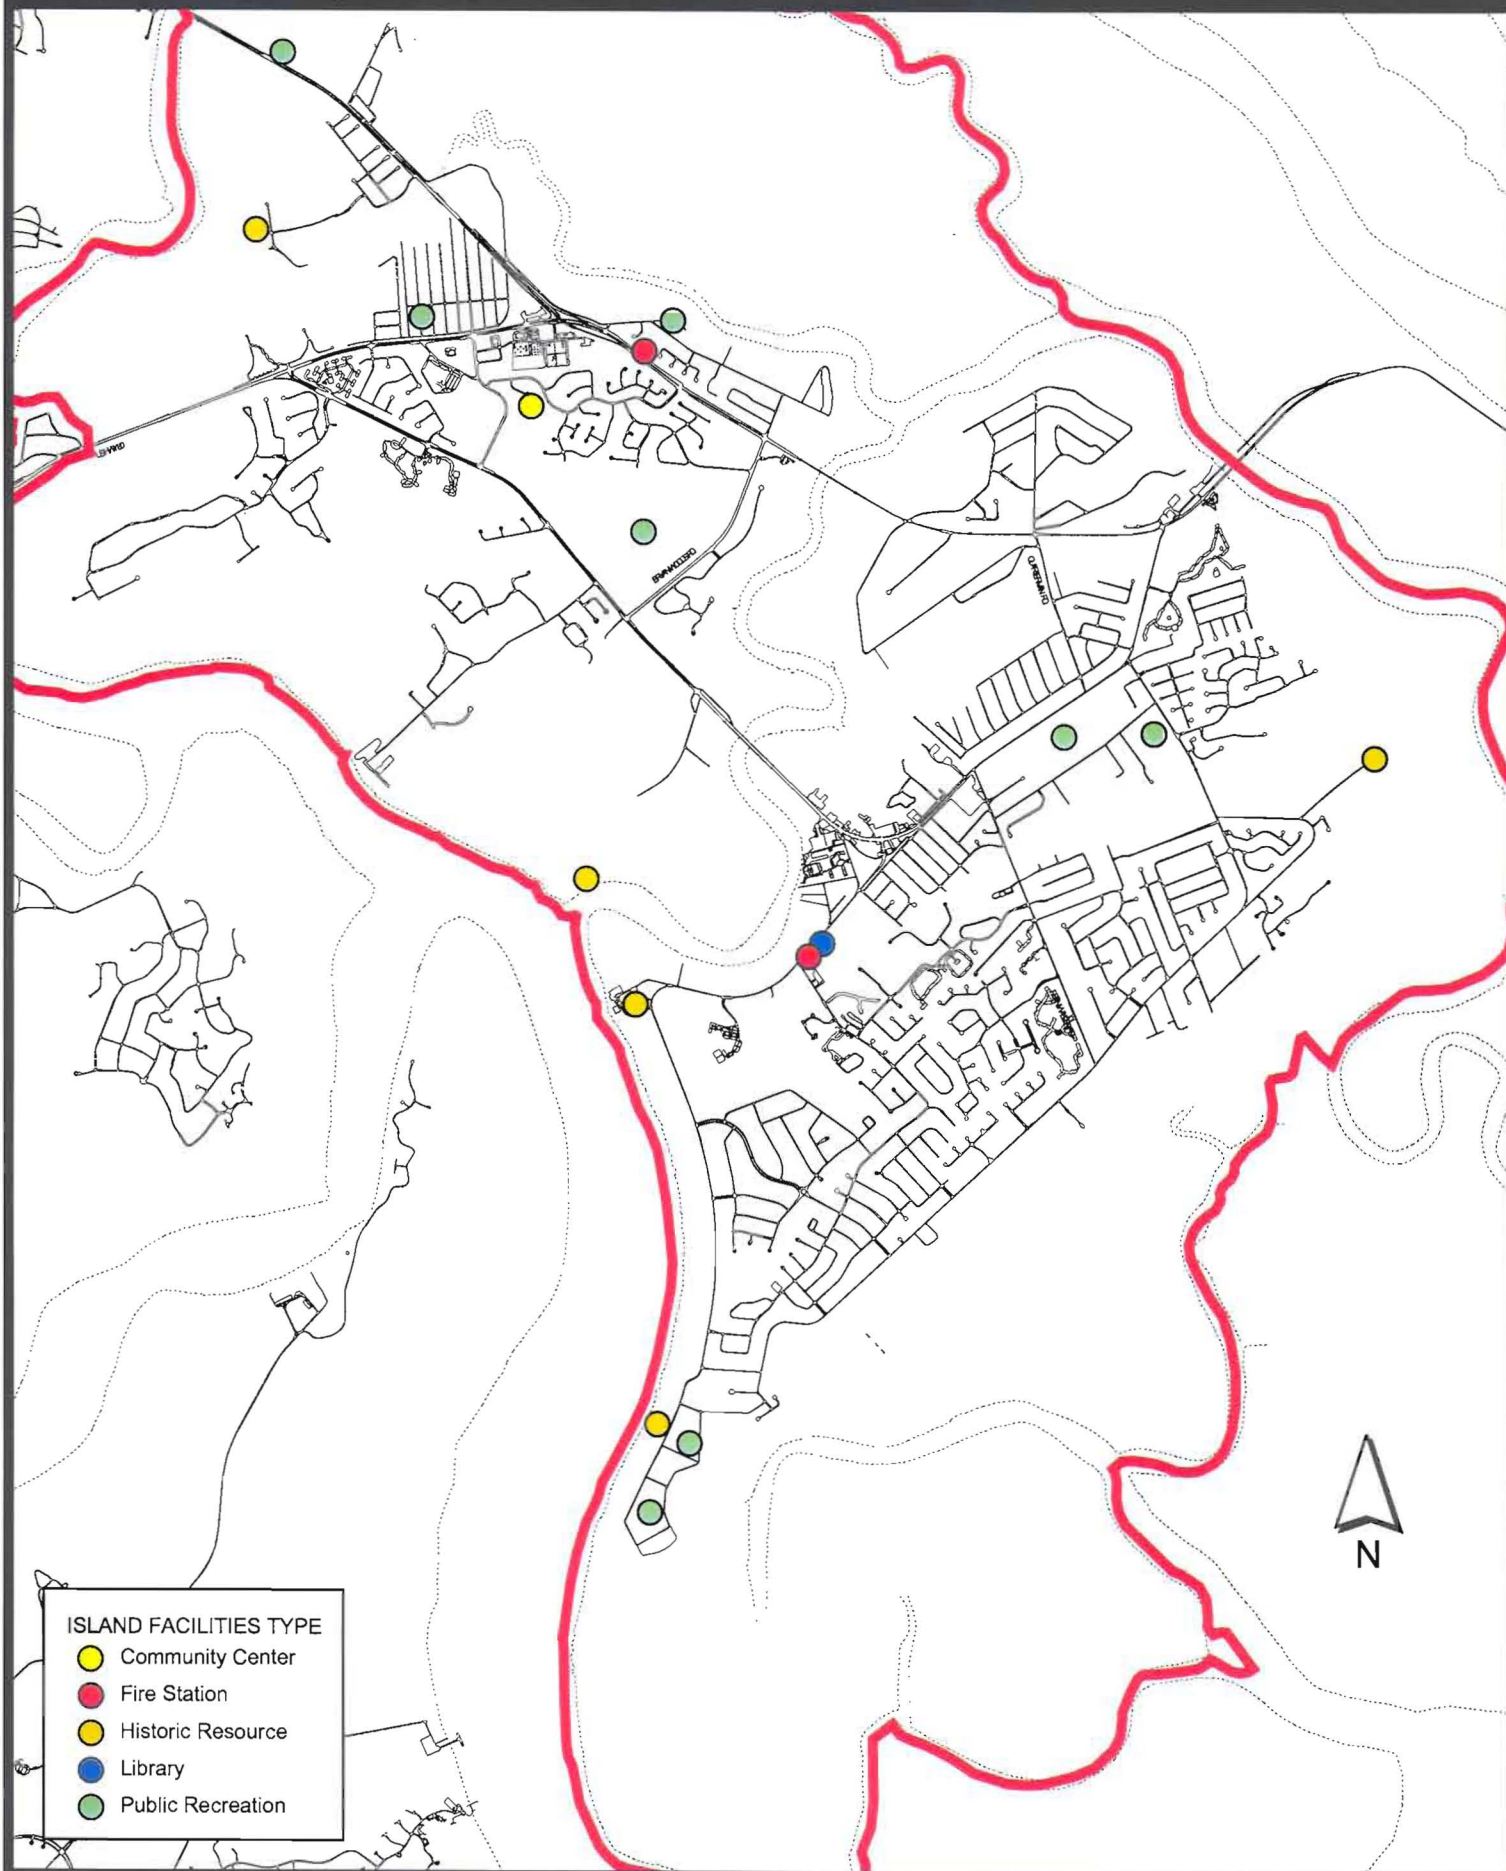 N
ISLAND FACILITIES TYPE
Community Center
Fire Station
Historic Resource
Library
Public Recreation